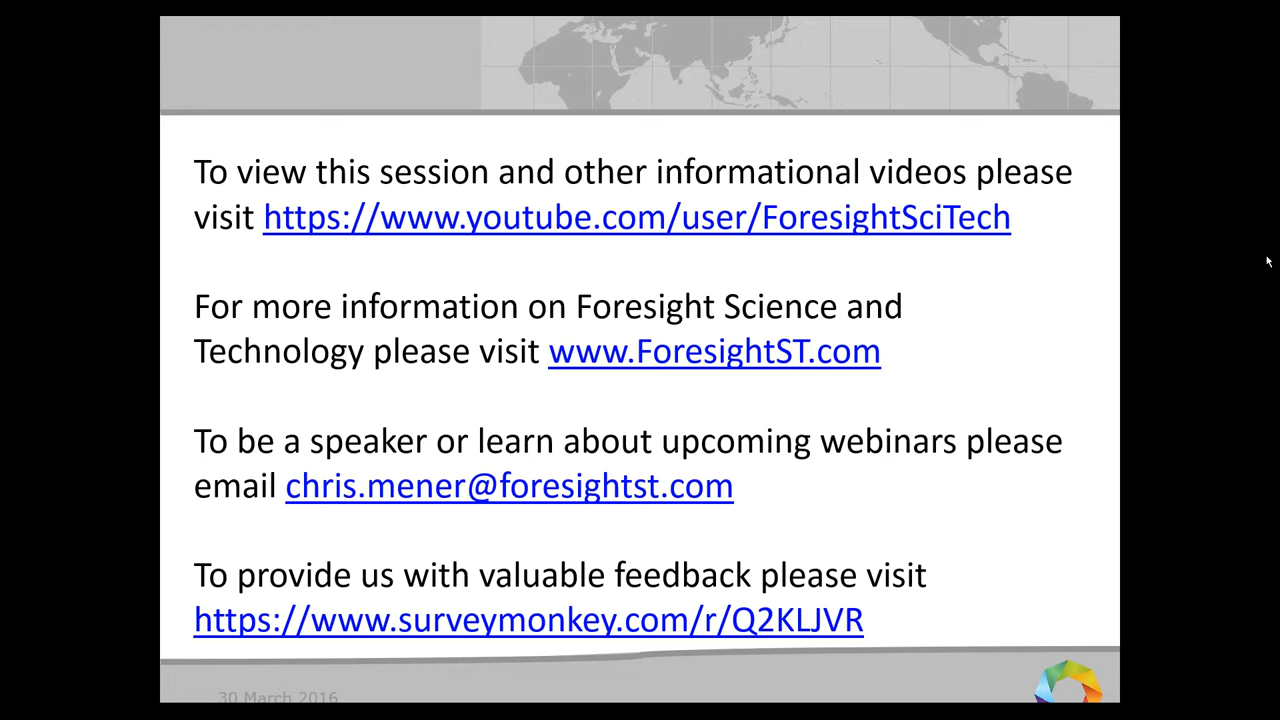 To view this session and other informational videos please
visit https://www.youtube.com/user/ForesightSciTech
For more information on Foresight Science and
Technology please visit www.ForesightST.com
To be a speaker or learn about upcoming webinars please
email chris.mener@foresightst.com
To provide us with valuable feedback please visit
https://www.surveymonkey.com/r/Q2KLJVR
30 March 2016